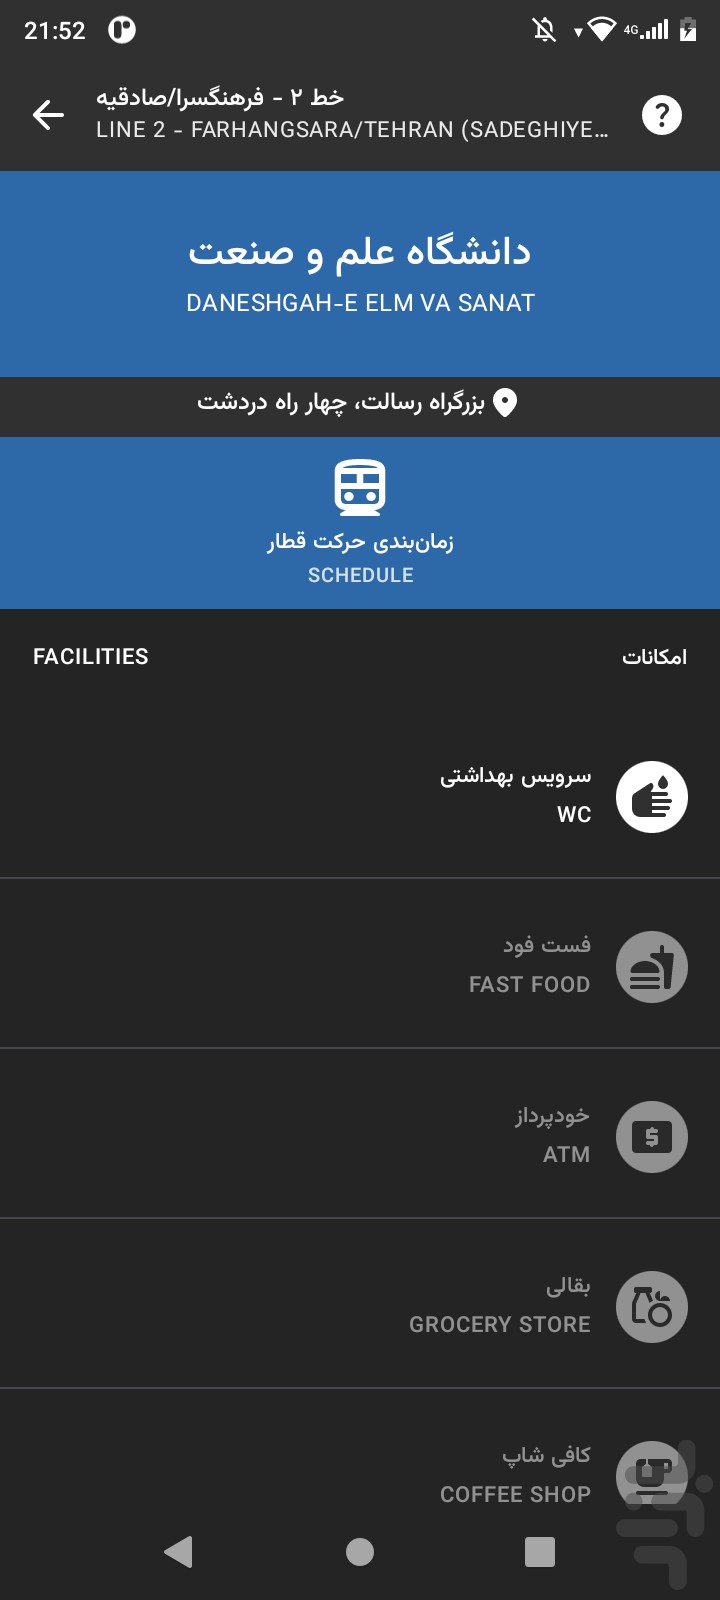 21:52
4G
خط ۲ - فرهنگسرا/صادقیه
LINE 2 - FARHANGSARA/TEHRAN (SADEGHIYE...
?
دانشگاه علم و صنعت
DANESHGAH-E ELM VA SANAT
بزرگراه رسالت، چهار راه دردشت
زمان‌بندی حرکت قطار
SCHEDULE
امکانات
FACILITIES
سرویس بهداشتی
WC
فست فود
FAST FOOD
خودپرداز
ATM
بقالی
GROCERY STORE
کافی شاپ
COFFEE SHOP